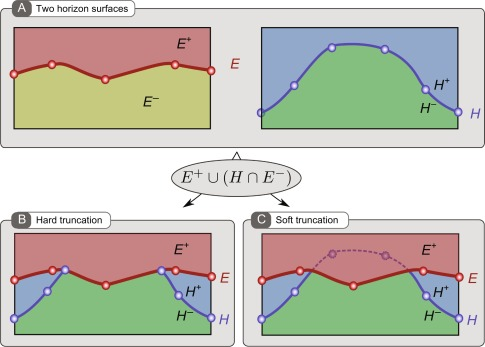 A Two horizon surfaces
E⁺
E
E⁻
H⁺
H⁻
H
E⁺ ∪ (H ∩ E⁻)
B Hard truncation
E⁺
E
H⁺
H⁻
H
C Soft truncation
E⁺
E
H⁺
H⁻
H